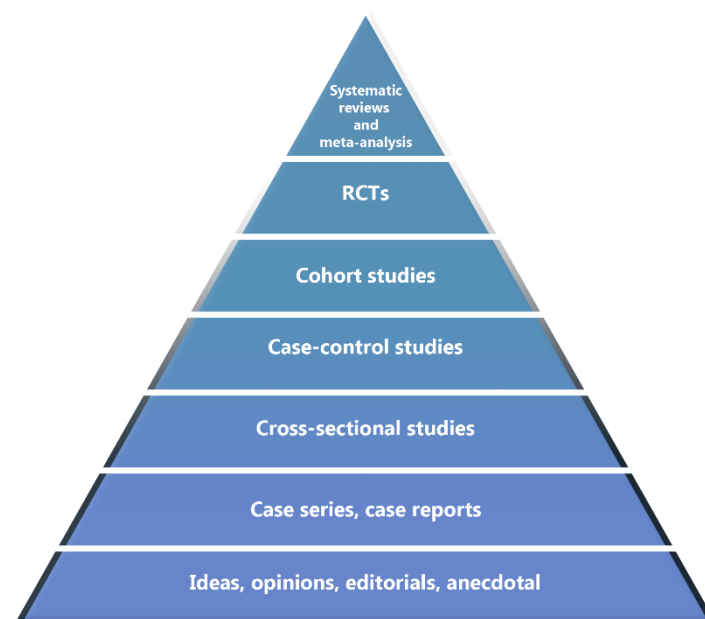 Systematic
reviews
and
meta-analysis
RCTs
Cohort studies
Case-control studies
Cross-sectional studies
Case series, case reports
Ideas, opinions, editorials, anecdotal